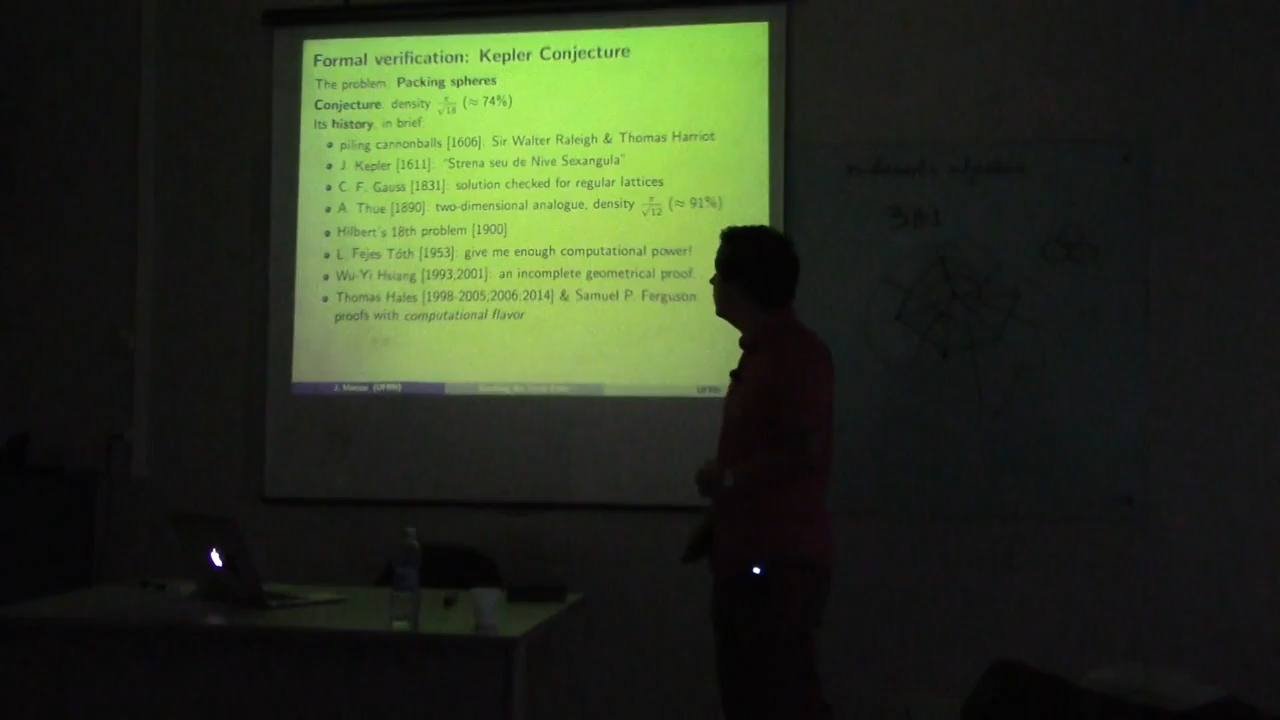 Formal verification: Kepler Conjecture
The problem: Packing spheres
Conjecture: density π/√18 (≈ 74%)
Its history, in brief:
piling cannonballs [1606]: Sir Walter Raleigh & Thomas Harriot
J. Kepler [1611]: "Strena seu de Nive Sexangula"
C. F. Gauss [1831]: solution checked for regular lattices
A. Thue [1890]: two-dimensional analogue, density π/√12 (≈ 91%)
Hilbert's 18th problem [1900]
L. Fejes Tóth [1953]: give me enough computational power!
Wu-Yi Hsiang [1993,2001]: an incomplete geometrical proof
Thomas Hales [1998-2005;2006;2014] & Samuel P. Ferguson:
proofs with computational flavor
(UFRN)
UFRN